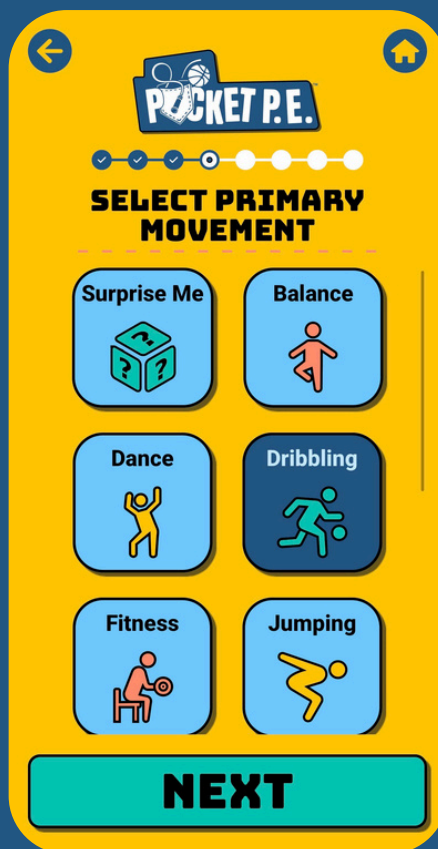 POCKET P.E.
SELECT PRIMARY
MOVEMENT
Surprise Me
Balance
? ? ?
Dance
Dribbling
Fitness
Jumping
NEXT